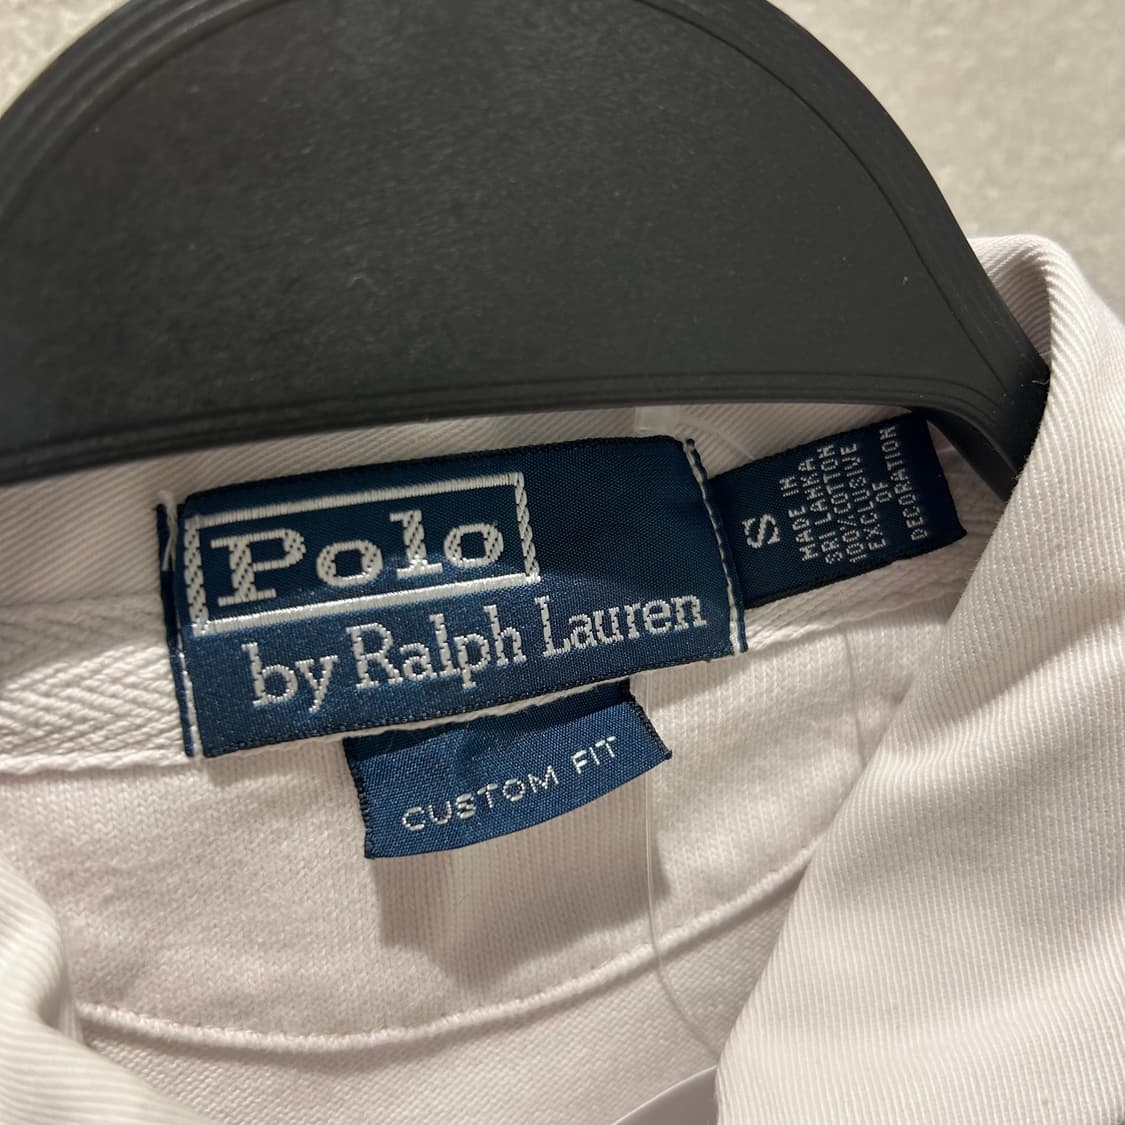 Polo
by Ralph Lauren
CUSTOM FIT
S
MADE IN
SRI LANKA
100% COTTON
EXCLUSIVE
OF
DECORATION